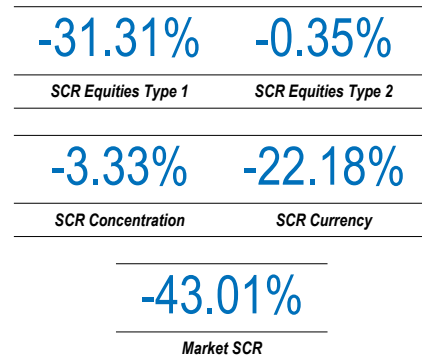 -31.31% -0.35%
SCR Equities Type 1 SCR Equities Type 2
-3.33% -22.18%
SCR Concentration SCR Currency
-43.01%
Market SCR